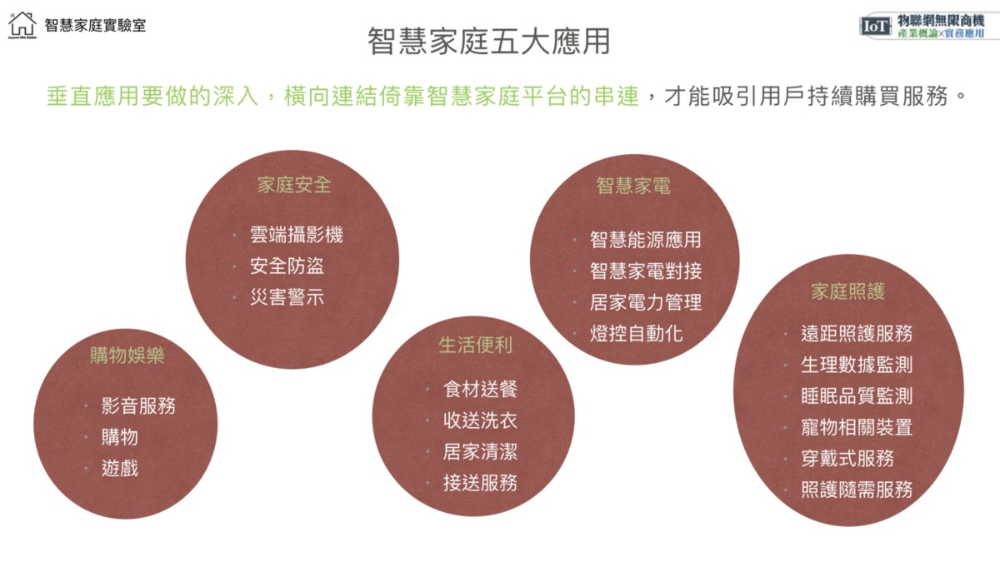 智慧家庭實驗室
IoT 物聯網無限商機
產業概論×實務應用
智慧家庭五大應用
垂直應用要做的深入，橫向連結倚靠智慧家庭平台的串連，才能吸引用戶持續購買服務。
購物娛樂
· 影音服務
· 購物
· 遊戲
家庭安全
· 雲端攝影機
· 安全防盜
· 災害警示
生活便利
· 食材送餐
· 收送洗衣
· 居家清潔
· 接送服務
智慧家電
· 智慧能源應用
· 智慧家電對接
· 居家電力管理
· 燈控自動化
家庭照護
· 遠距照護服務
· 生理數據監測
· 睡眠品質監測
· 寵物相關裝置
· 穿戴式服務
· 照護隨需服務